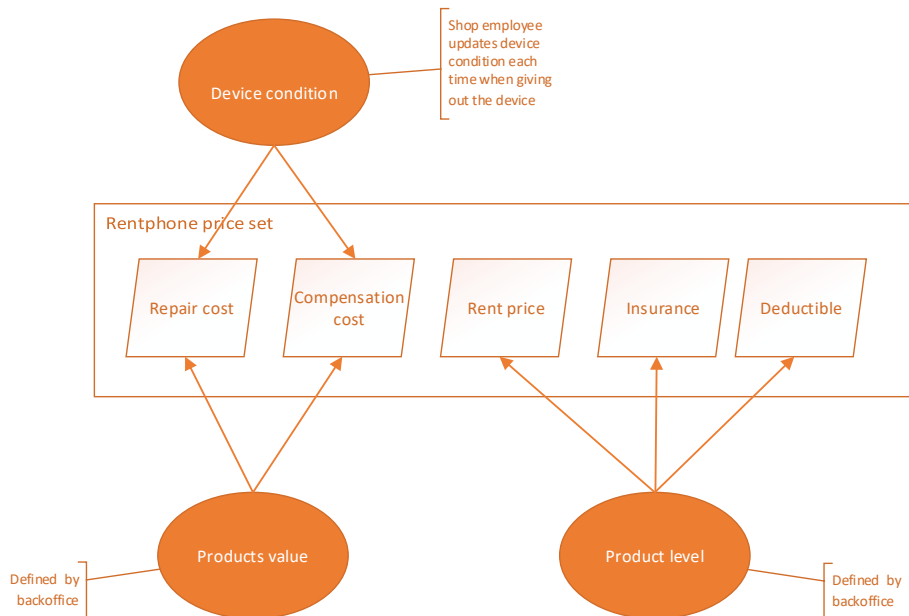 Shop employee
updates device
condition each
time when giving
out the device
Device condition
Rentphone price set
Repair cost
Compensation
cost
Rent price
Insurance
Deductible
Products value
Product level
Defined by
backoffice
Defined by
backoffice